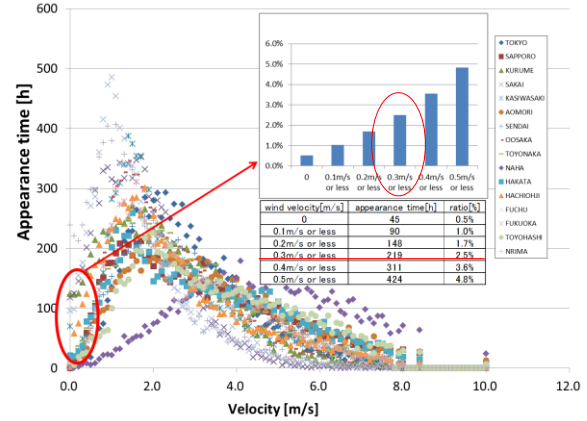 600
500
400
300
200
100
0
Appearance time [h]
0.0
2.0
4.0
6.0
8.0
10.0
12.0
Velocity [m/s]
6.0%
5.0%
4.0%
3.0%
2.0%
1.0%
0.0%
0
0.1m/s or less
0.2m/s or less
0.3m/s or less
0.4m/s or less
0.5m/s or less
wind velocity[m/s] appearance time[h] ratio[%]
0 45 0.5%
0.1m/s or less 90 1.0%
0.2m/s or less 148 1.7%
0.3m/s or less 219 2.5%
0.4m/s or less 311 3.6%
0.5m/s or less 424 4.8%
TOKYO
SAPPORO
KURUME
SAKAI
KASIWASAKI
AOMORI
SENDAI
OOSAKA
TOYONAKA
NAHA
HAKATA
HACHIOHJI
FUCHU
FUKUOKA
TOYOHASHI
NRIMA